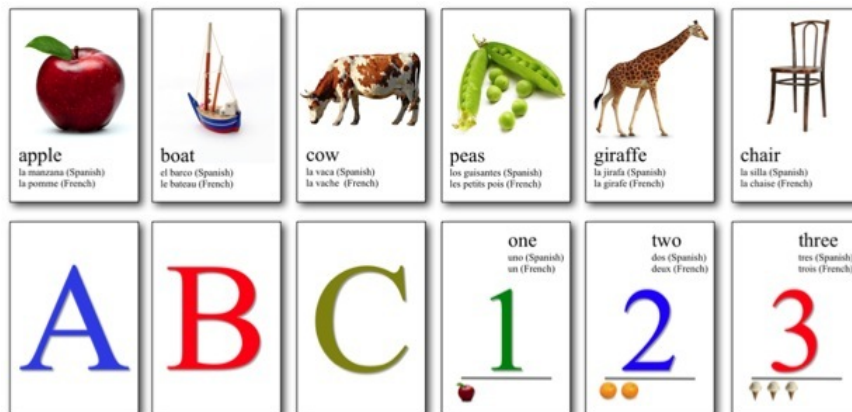 apple
la manzana (Spanish)
la pomme (French)
boat
el barco (Spanish)
le bateau (French)
cow
la vaca (Spanish)
la vache (French)
peas
los guisantes (Spanish)
les petits pois (French)
giraffe
la jirafa (Spanish)
la girafe (French)
chair
la silla (Spanish)
la chaise (French)
A
B
C
one
uno (Spanish)
un (French)
1
two
dos (Spanish)
deux (French)
2
three
tres (Spanish)
trois (French)
3